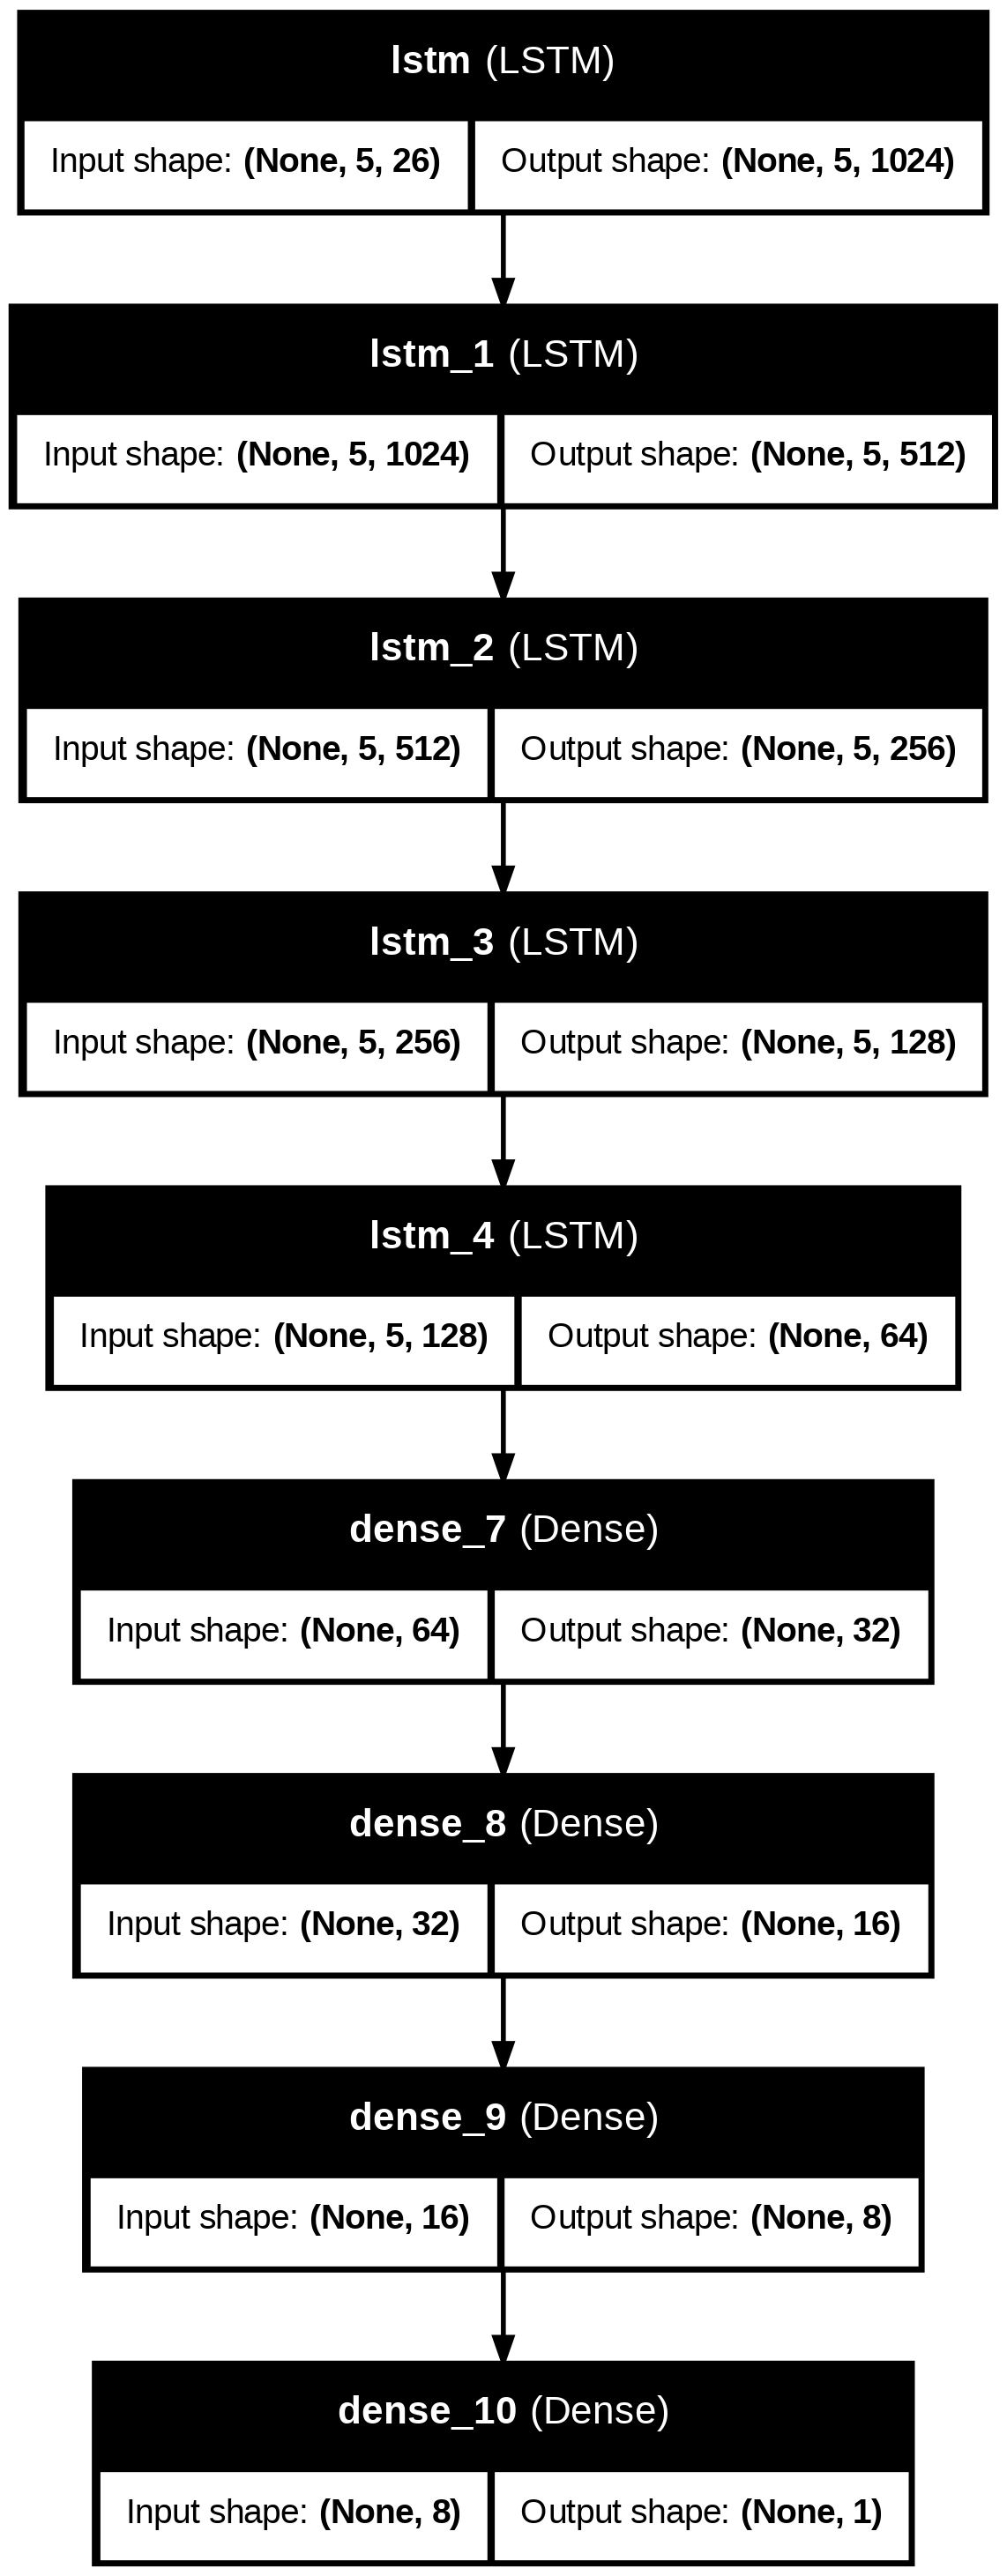 lstm (LSTM)
Input shape: (None, 5, 26) Output shape: (None, 5, 1024)
lstm_1 (LSTM)
Input shape: (None, 5, 1024) Output shape: (None, 5, 512)
lstm_2 (LSTM)
Input shape: (None, 5, 512) Output shape: (None, 5, 256)
lstm_3 (LSTM)
Input shape: (None, 5, 256) Output shape: (None, 5, 128)
lstm_4 (LSTM)
Input shape: (None, 5, 128) Output shape: (None, 64)
dense_7 (Dense)
Input shape: (None, 64) Output shape: (None, 32)
dense_8 (Dense)
Input shape: (None, 32) Output shape: (None, 16)
dense_9 (Dense)
Input shape: (None, 16) Output shape: (None, 8)
dense_10 (Dense)
Input shape: (None, 8) Output shape: (None, 1)